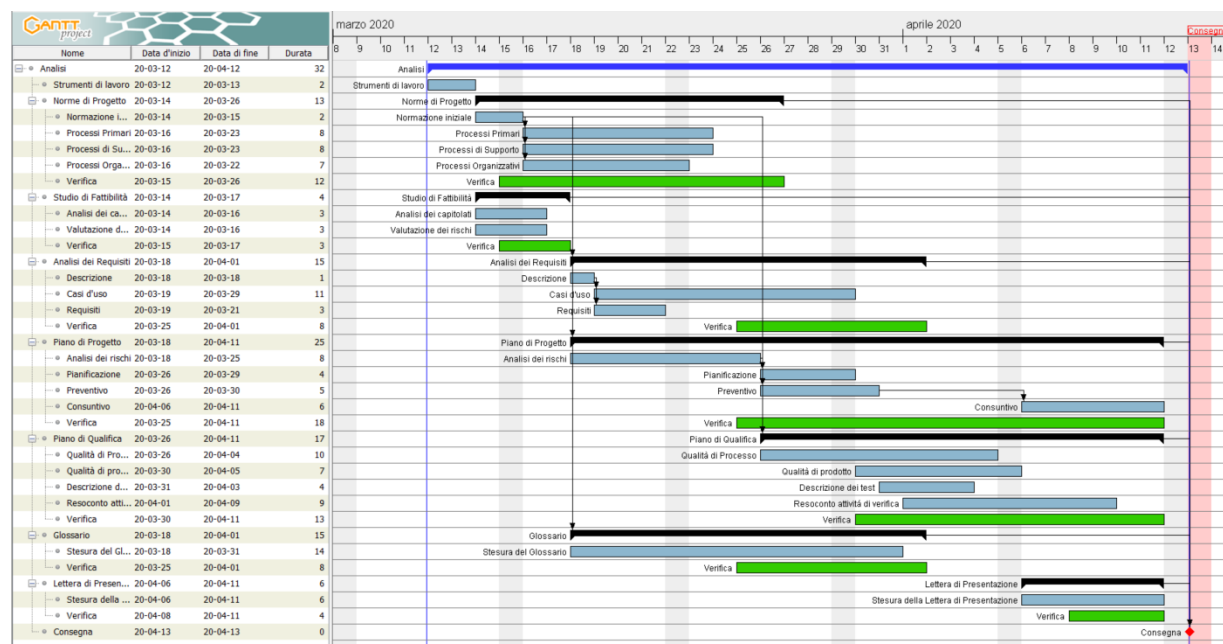 GANTT project
marzo 2020 aprile 2020
Consegna
Nome Data d'inizio Data di fine Durata 8 9 10 11 12 13 14 15 16 17 18 19 20 21 22 23 24 25 26 27 28 29 30 31 1 2 3 4 5 6 7 8 9 10 11 12 13 14
Analisi 20-03-12 20-04-12 32 Analisi
Strumenti di lavoro 20-03-12 20-03-13 2 Strumenti di lavoro
Norme di Progetto 20-03-14 20-03-26 13 Norme di Progetto
Normazione i... 20-03-14 20-03-15 2 Normazione iniziale
Processi Primari 20-03-16 20-03-23 8 Processi Primari
Processi di Su... 20-03-16 20-03-23 8 Processi di Supporto
Processi Orga... 20-03-16 20-03-22 7 Processi Organizzativi
Verifica 20-03-15 20-03-26 12 Verifica
Studio di Fattibilità 20-03-14 20-03-17 4 Studio di Fattibilità
Analisi dei ca... 20-03-14 20-03-16 3 Analisi dei capitolati
Valutazione d... 20-03-14 20-03-16 3 Valutazione dei rischi
Verifica 20-03-15 20-03-17 3 Verifica
Analisi dei Requisiti 20-03-18 20-04-01 15 Analisi dei Requisiti
Descrizione 20-03-18 20-03-18 1 Descrizione
Casi d'uso 20-03-19 20-03-29 11 Casi d'uso
Requisiti 20-03-19 20-03-21 3 Requisiti
Verifica 20-03-25 20-04-01 8 Verifica
Piano di Progetto 20-03-18 20-04-11 25 Piano di Progetto
Analisi dei rischi 20-03-18 20-03-25 8 Analisi dei rischi
Pianificazione 20-03-26 20-03-29 4 Pianificazione
Preventivo 20-03-26 20-03-30 5 Preventivo
Consuntivo 20-04-06 20-04-11 6 Consuntivo
Verifica 20-03-25 20-04-11 18 Verifica
Piano di Qualifica 20-03-26 20-04-11 17 Piano di Qualifica
Qualità di Pro... 20-03-26 20-04-04 10 Qualità di Processo
Qualità di pro... 20-03-30 20-04-05 7 Qualità di prodotto
Descrizione d... 20-03-31 20-04-03 4 Descrizione dei test
Resoconto atti... 20-04-01 20-04-09 9 Resoconto attività di verifica
Verifica 20-03-30 20-04-11 13 Verifica
Glossario 20-03-18 20-04-01 15 Glossario
Stesura del Gl... 20-03-18 20-03-31 14 Stesura del Glossario
Verifica 20-03-25 20-04-01 8 Verifica
Lettera di Presen... 20-04-06 20-04-11 6 Lettera di Presentazione
Stesura della ... 20-04-06 20-04-11 6 Stesura della Lettera di Presentazione
Verifica 20-04-08 20-04-11 4 Verifica
Consegna 20-04-13 20-04-13 0 Consegna